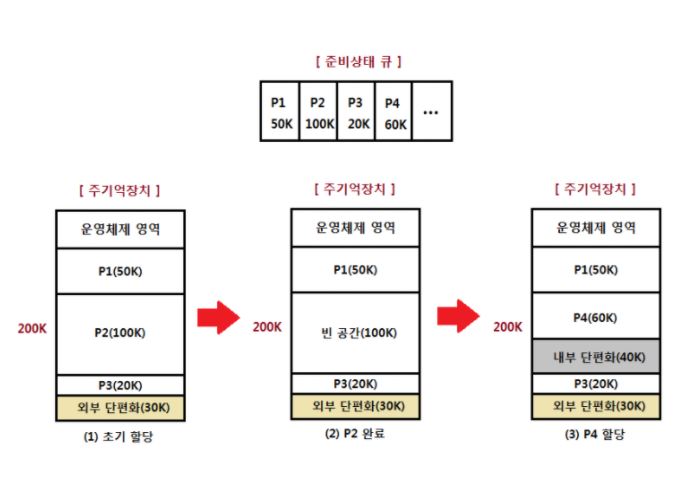 [ 준비상태 큐 ]
P1 P2 P3 P4 ...
50K 100K 20K 60K
[ 주기억장치 ]
운영체제 영역
P1(50K)
200K
P2(100K)
P3(20K)
외부 단편화(30K)
(1) 초기 할당
[ 주기억장치 ]
운영체제 영역
P1(50K)
200K
빈 공간(100K)
P3(20K)
외부 단편화(30K)
(2) P2 완료
[ 주기억장치 ]
운영체제 영역
P1(50K)
200K
P4(60K)
내부 단편화(40K)
P3(20K)
외부 단편화(30K)
(3) P4 할당